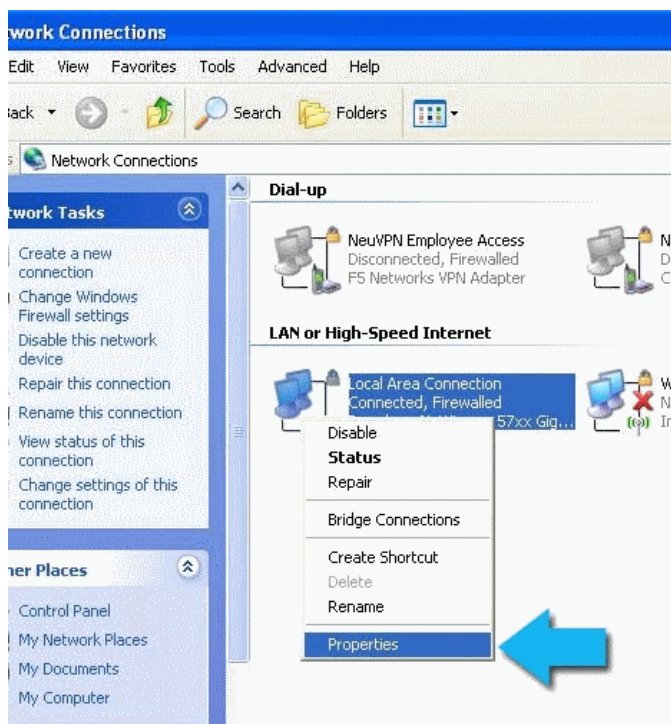 twork Connections
Edit View Favorites Tools Advanced Help
Search Folders
Network Connections
twork Tasks
Create a new
connection
Change Windows
Firewall settings
Disable this network
device
Repair this connection
Rename this connection
View status of this
connection
Change settings of this
connection
her Places
Control Panel
My Network Places
My Documents
My Computer
Dial-up
NeuVPN Employee Access
Disconnected, Firewalled
F5 Networks VPN Adapter
LAN or High-Speed Internet
Local Area Connection
Connected, Firewalled
57xx Gig...
Disable
Status
Repair
Bridge Connections
Create Shortcut
Delete
Rename
Properties